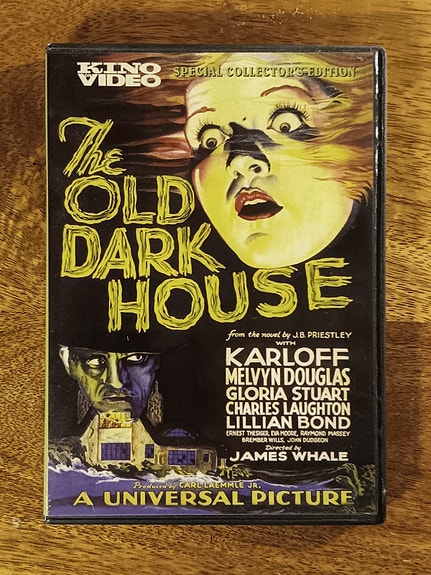 KINO
VIDEO
SPECIAL COLLECTOR'S EDITION
The
OLD
DARK
HOUSE
from the novel by J.B. PRIESTLEY
WITH
KARLOFF
MELVYN DOUGLAS
GLORIA STUART
CHARLES LAUGHTON
LILLIAN BOND
ERNEST THESIGER, EVA MOORE, RAYMOND MASSEY
BREMBER WILLS, JOHN DUDGEON
Directed by
JAMES WHALE
Produced by CARL LAEMMLE JR.
A UNIVERSAL PICTURE